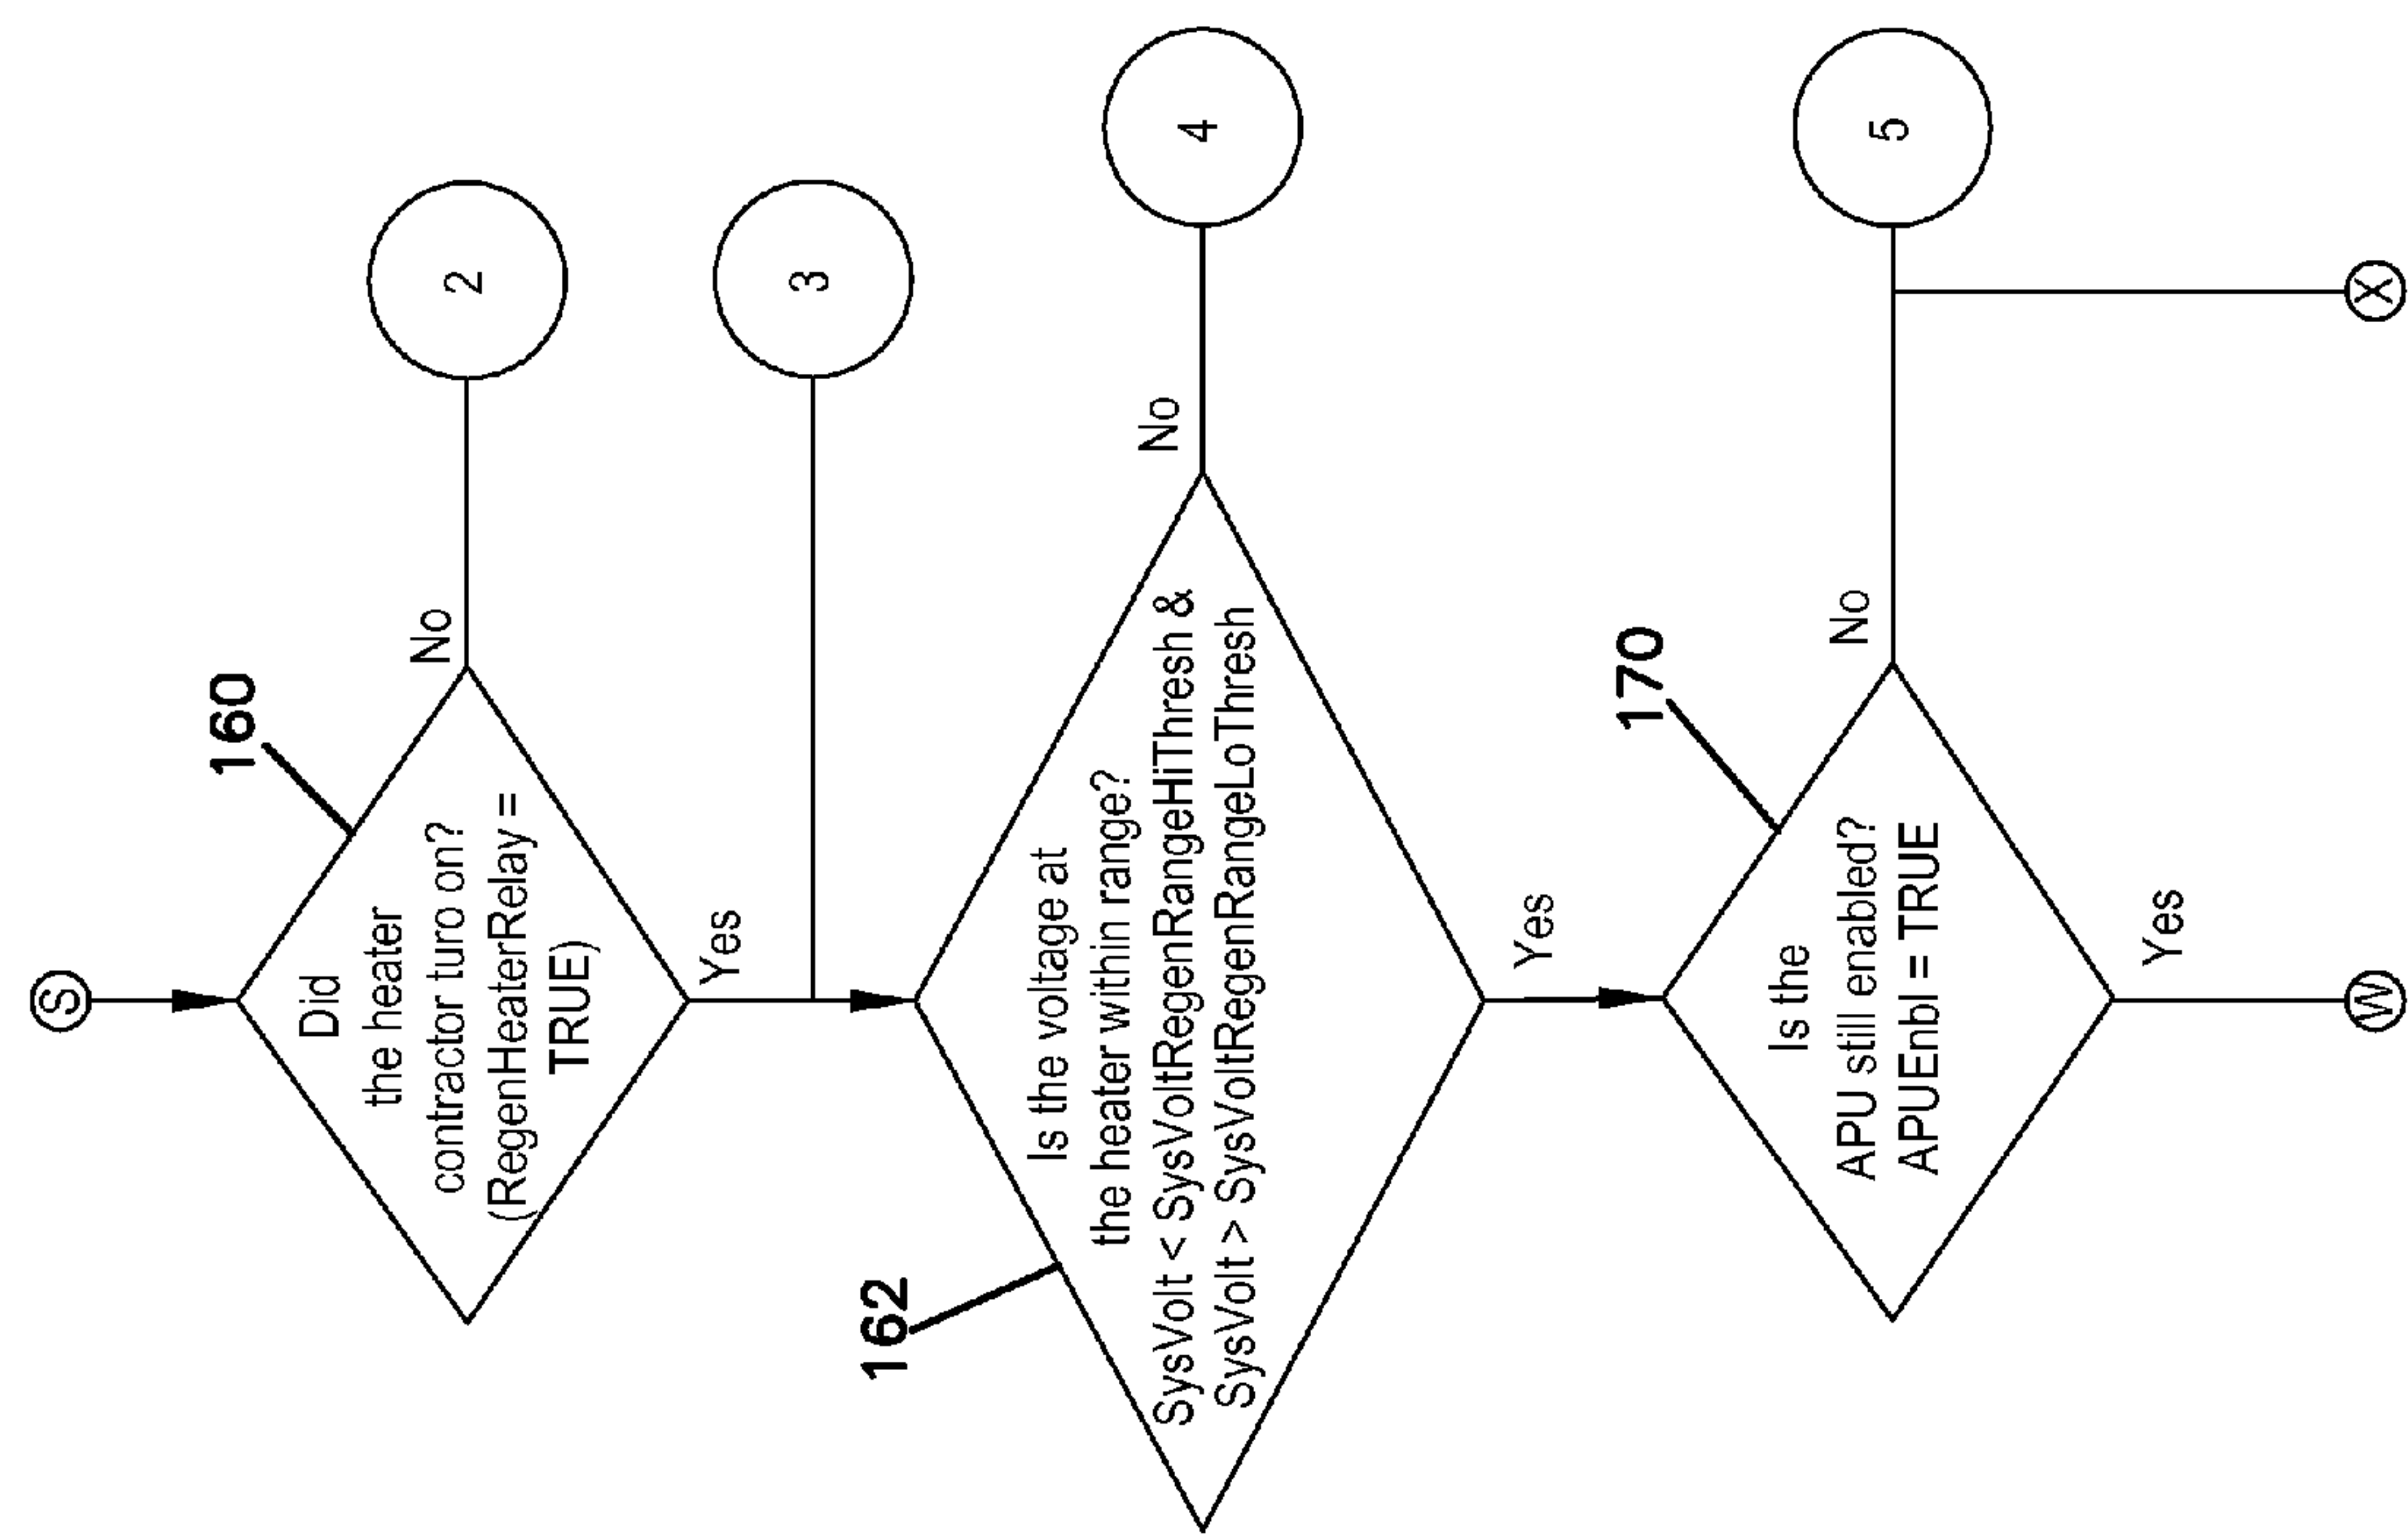 S
160
Did
the heater
contractor turo on?
(RegenHeaterRelay =
TRUE)
No
2
Yes
3
162
Is the voltage at
the heater within range?
SysVolt < SysVoltRegenRangeHiThresh &
SysVolt > SysVoltRegenRangeLoThresh
No
4
Yes
170
Is the
APU still enabled?
APUEnbl = TRUE
No
5
Yes
W
X